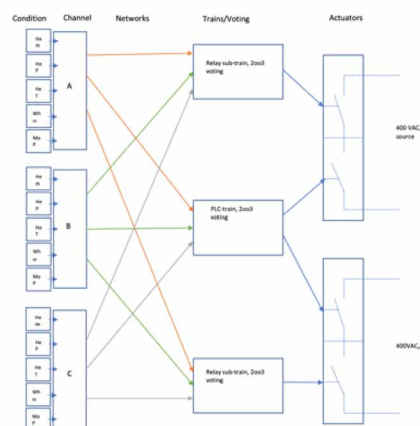 Condition Channel Networks Trains/Voting Actuators
He
m
He
P
He
T
Wh
u
Mo
P
A
Relay sub-train, 2oo3
voting
400 VAC,
source
He
m
He
P
He
T
Wh
Mo
P
B
PLC-train, 2oo3
voting
He
m
He
P
He
T
Wh
Mo
P
C
400VAC,
Relay sub-train, 2oo3
voting